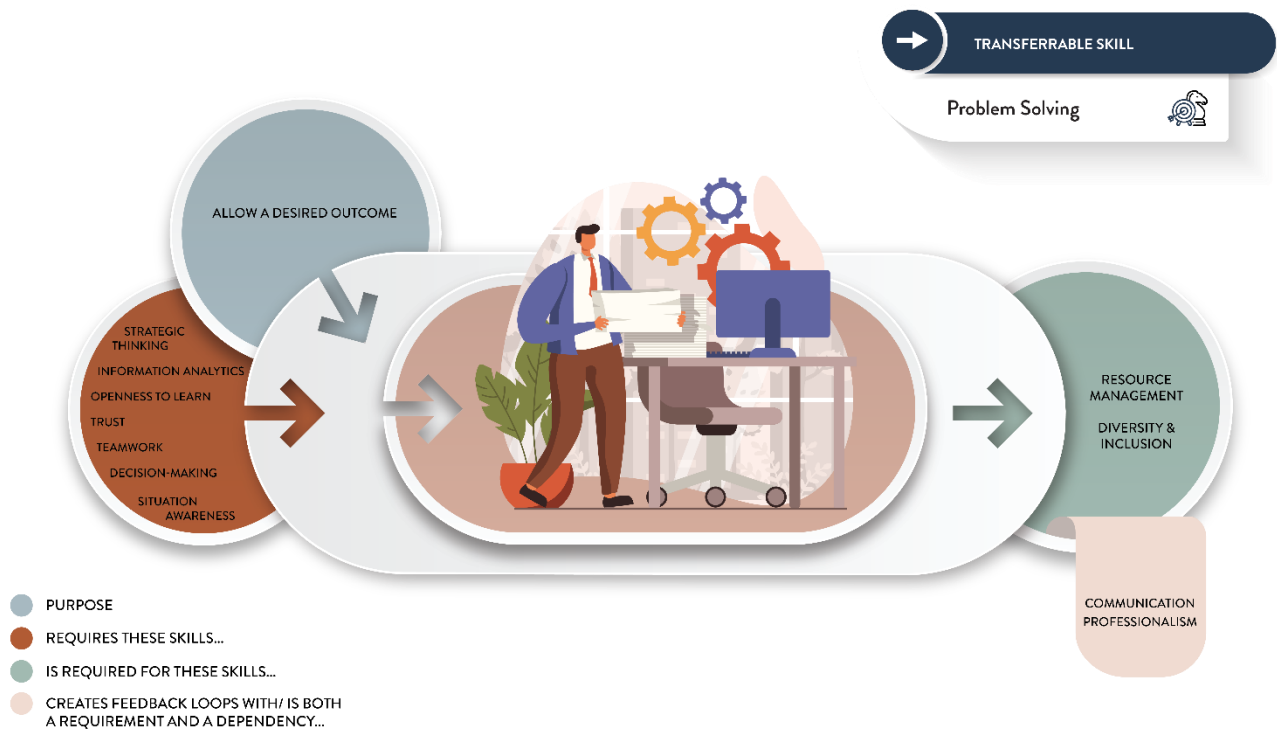 TRANSFERRABLE SKILL
Problem Solving
ALLOW A DESIRED OUTCOME
STRATEGIC
THINKING
INFORMATION ANALYTICS
OPENNESS TO LEARN
TRUST
TEAMWORK
DECISION-MAKING
SITUATION
AWARENESS
RESOURCE
MANAGEMENT
DIVERSITY &
INCLUSION
COMMUNICATION
PROFESSIONALISM
PURPOSE
REQUIRES THESE SKILLS...
IS REQUIRED FOR THESE SKILLS...
CREATES FEEDBACK LOOPS WITH/ IS BOTH
A REQUIREMENT AND A DEPENDENCY...